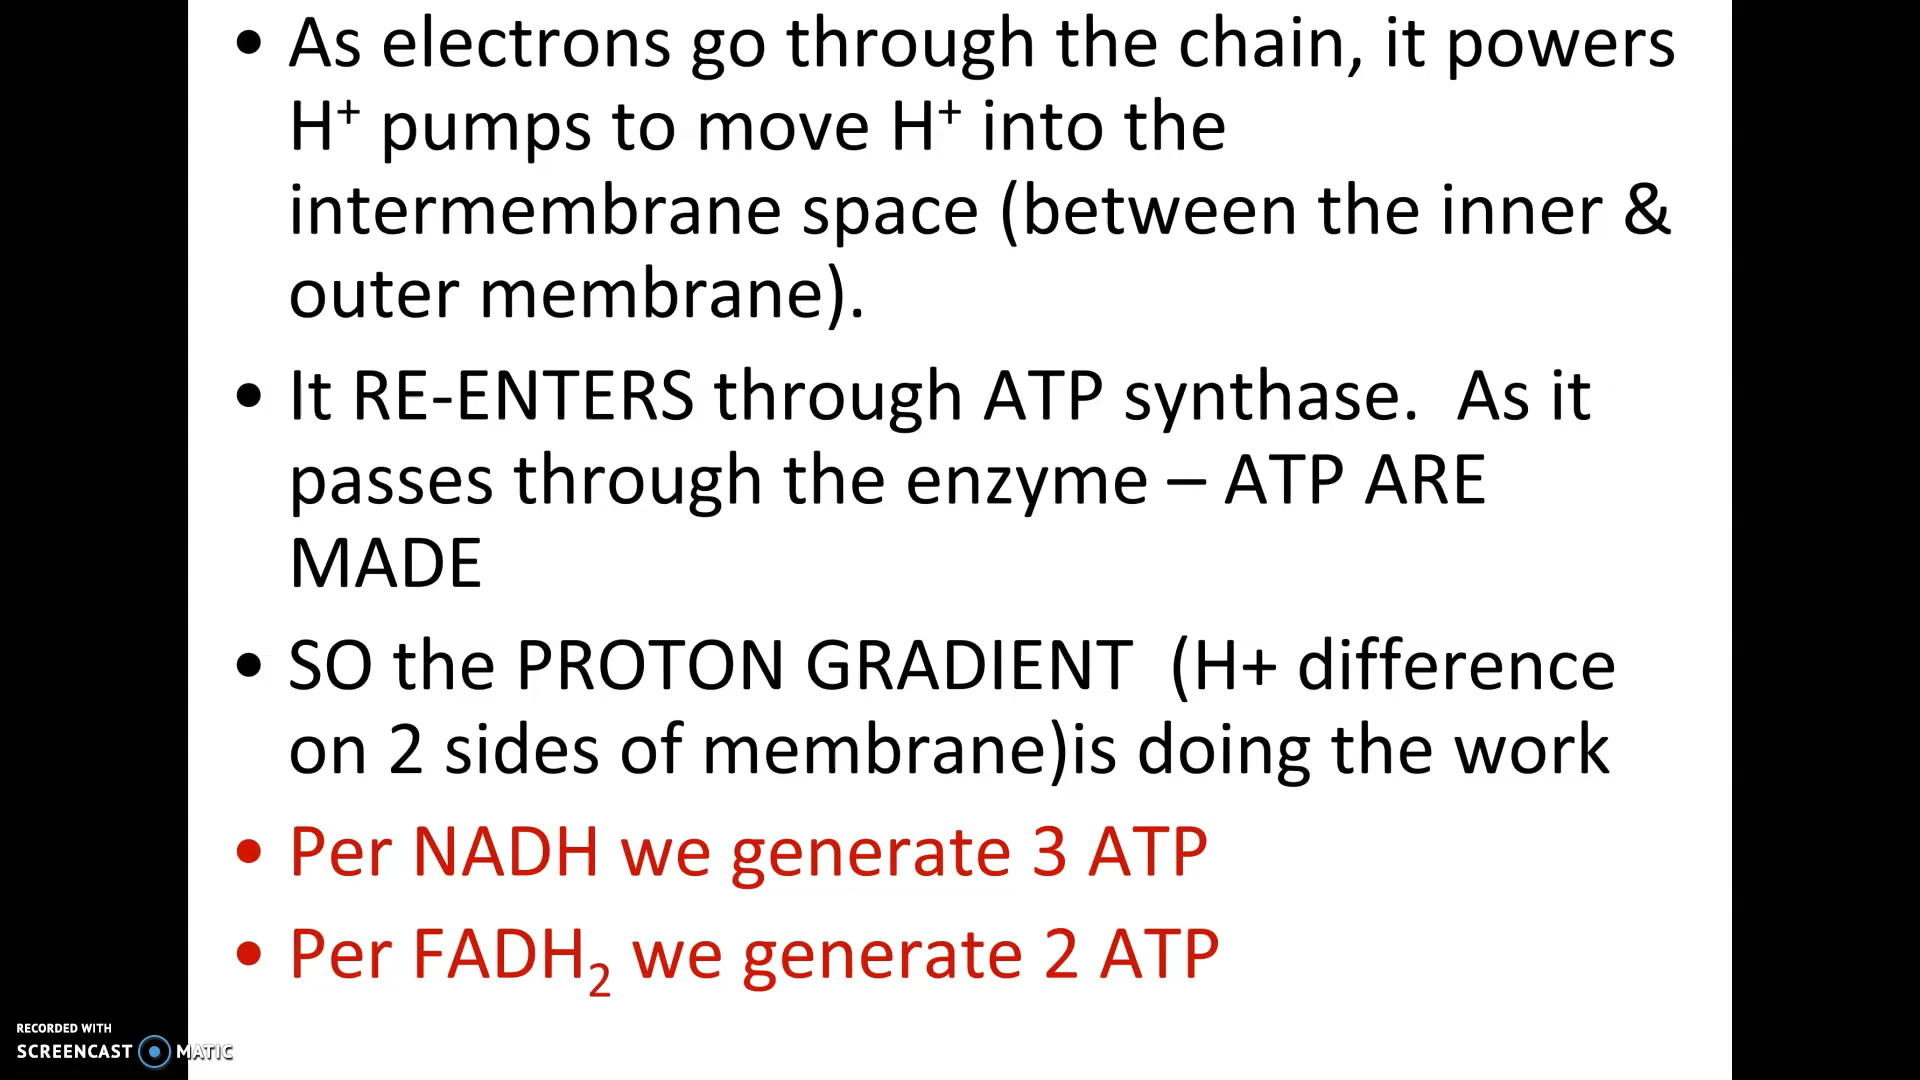 • As electrons go through the chain, it powers
H⁺ pumps to move H⁺ into the
intermembrane space (between the inner &
outer membrane).
• It RE-ENTERS through ATP synthase.  As it
passes through the enzyme – ATP ARE
MADE
• SO the PROTON GRADIENT  (H+ difference
on 2 sides of membrane)is doing the work
• Per NADH we generate 3 ATP
• Per FADH₂ we generate 2 ATP
RECORDED WITH
SCREENCAST MATIC